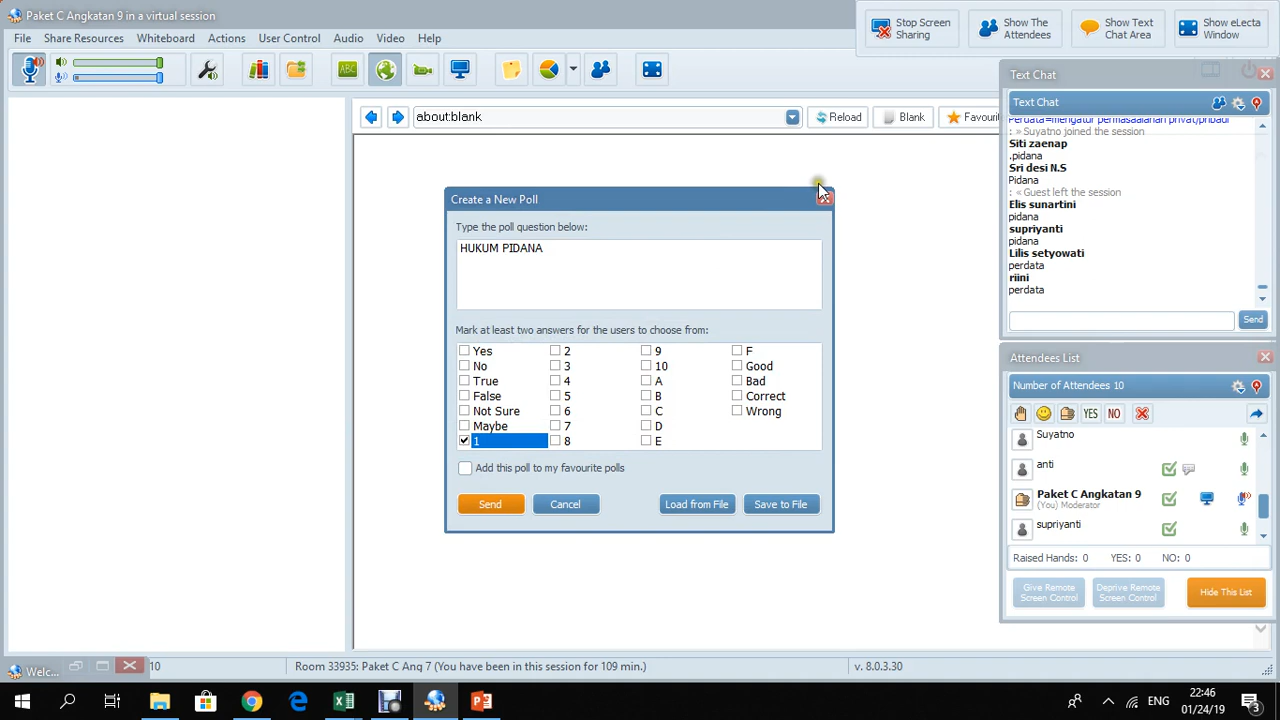 Paket C Angkatan 9 in a virtual session
File Share Resources Whiteboard Actions User Control Audio Video Help
Stop Screen Sharing
Show The Attendees
Show Text Chat Area
Show eLecta Window
about:blank
Reload
Blank
Favou
Create a New Poll
Type the poll question below:
HUKUM PIDANA
Mark at least two answers for the users to choose from:
Yes 2 9 F
No 3 10 Good
True 4 A Bad
False 5 B Correct
Not Sure 6 C Wrong
Maybe 7 D
1 8 E
Add this poll to my favourite polls
Send Cancel Load from File Save to File
Text Chat
Text Chat
Perdata=mengatur permasalahan privat/pribadi
: » Suyatno joined the session
Siti zaenap
.pidana
Sri desi N.S
Pidana
: « Guest left the session
Elis sunartini
pidana
supriyanti
pidana
Lilis setyowati
perdata
riini
perdata
Send
Attendees List
Number of Attendees 10
YES NO
Suyatno
anti
Paket C Angkatan 9
(You) Moderator
supriyanti
Raised Hands: 0 YES: 0 NO: 0
Give Remote Screen Control
Deprive Remote Screen Control
Hide This List
Welc... 10
Room 33935: Paket C Ang 7 (You have been in this session for 109 min.)
v. 8.0.3.30
ENG
22:46
01/24/19
3